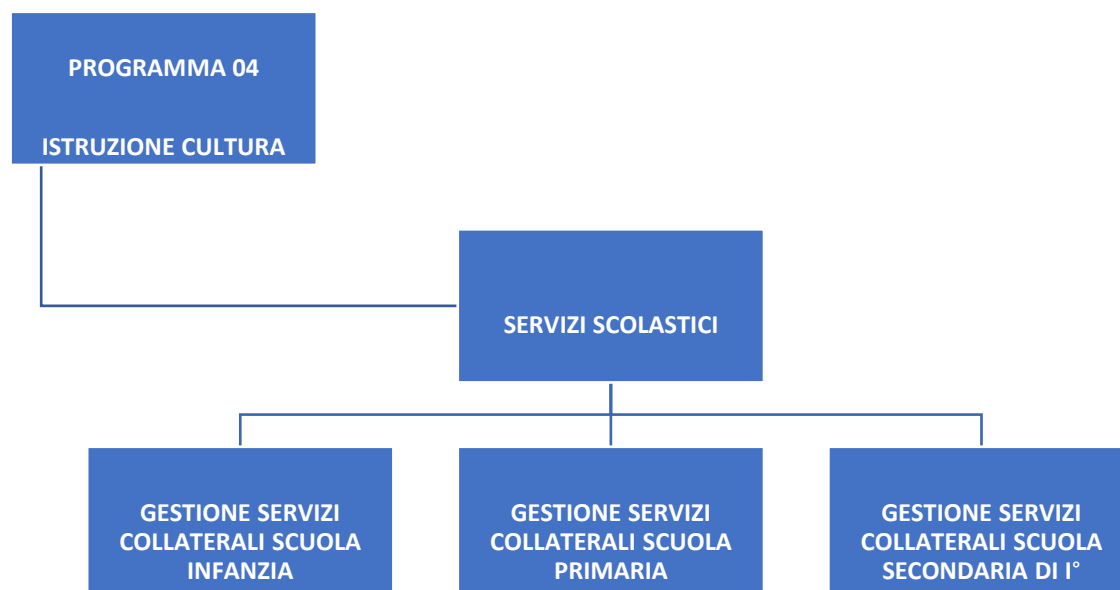 PROGRAMMA 04
ISTRUZIONE CULTURA
SERVIZI SCOLASTICI
GESTIONE SERVIZI
COLLATERALI SCUOLA
INFANZIA
GESTIONE SERVIZI
COLLATERALI SCUOLA
PRIMARIA
GESTIONE SERVIZI
COLLATERALI SCUOLA
SECONDARIA DI I°